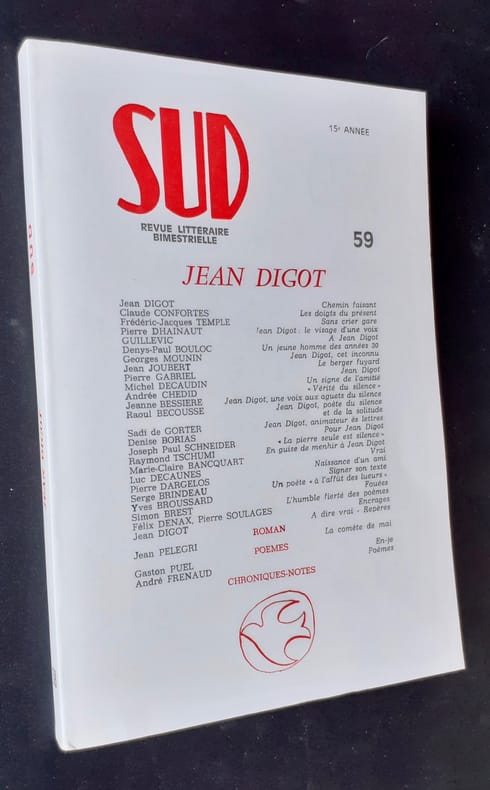 SUD
15e ANNEE
REVUE LITTÉRAIRE
BIMESTRIELLE
59
JEAN DIGOT
Jean DIGOT Chemin faisant
Claude CONFORTES Les doigts du présent
Frédéric-Jacques TEMPLE Sans crier gare
Pierre DHAINAUT Jean Digot : le visage d'une voix
GUILLEVIC A Jean Digot
Denys-Paul BOULOC Un jeune homme des années 30
Georges MOUNIN Jean Digot, cet inconnu
Jean JOUBERT Le berger fuyard
Pierre GABRIEL Jean Digot
Michel DECAUDIN Un signe de l'amitié
Andrée CHEDID « Vérité du silence »
Jeanne BESSIERE Jean Digot, une voix aux aguets du silence
Raoul BECOUSSE Jean Digot, poète du silence
et de la solitude
Sadi de GORTER Jean Digot, animateur ès lettres
Denise BORIAS Pour Jean Digot
Joseph Paul SCHNEIDER « La pierre seule est silence »
Raymond TSCHUMI En guise de menhir à Jean Digot
Marie-Claire BANCQUART Vrai
Luc DECAUNES Naissance d'un ami
Pierre DARGELOS Signer son texte
Serge BRINDEAU Un poète « à l'affût des lueurs »
Yves BROUSSARD Fouées
Simon BREST L'humble fierté des poèmes
Félix DENAX, Pierre SOULAGES Encrages
Jean DIGOT A dire vrai - Repères
ROMAN
Jean PELEGRI La comète de mai
POEMES
Gaston PUEL En-je
André FRENAUD Poèmes
CHRONIQUES-NOTES
SUD
JEAN DIGOT